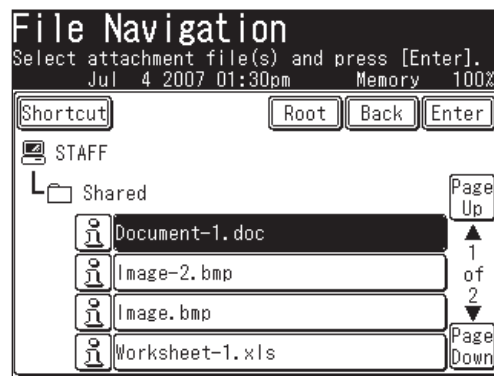 File Navigation
Select attachment file(s) and press [Enter].
Jul 4 2007 01:30pm Memory 100%
Shortcut Root Back Enter
STAFF
Shared
Page Up
Document-1.doc
1
Image-2.bmp
of
2
Image.bmp
Page Down
Worksheet-1.xls